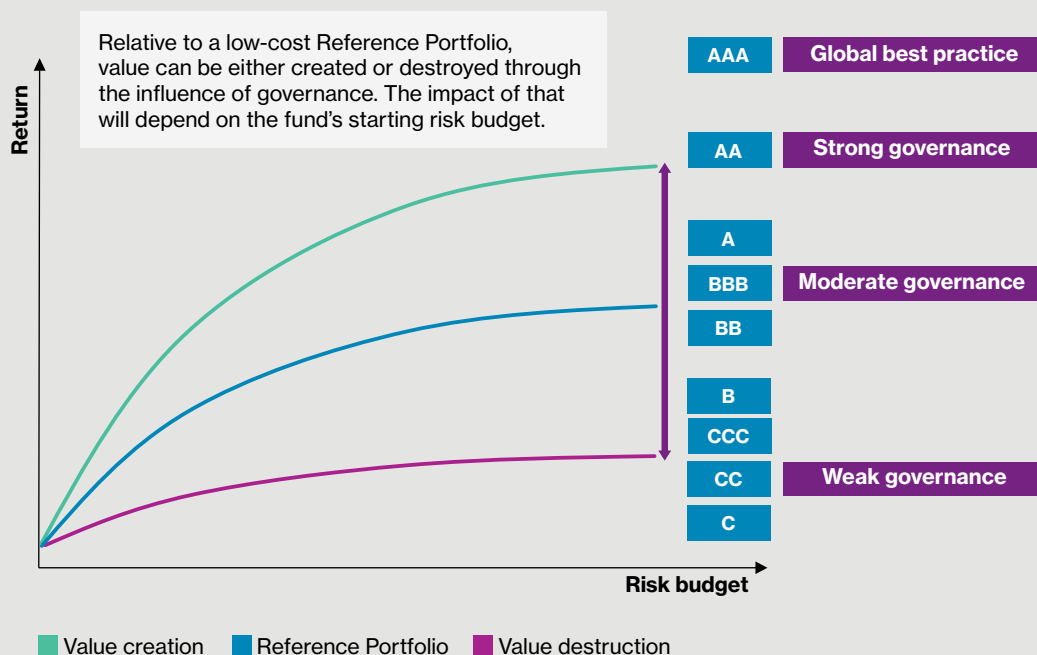 Relative to a low-cost Reference Portfolio,
value can be either created or destroyed through
the influence of governance. The impact of that
will depend on the fund’s starting risk budget.
Return
AAA Global best practice
AA Strong governance
A
BBB Moderate governance
BB
B
CCC
CC Weak governance
C
Risk budget
Value creation Reference Portfolio Value destruction